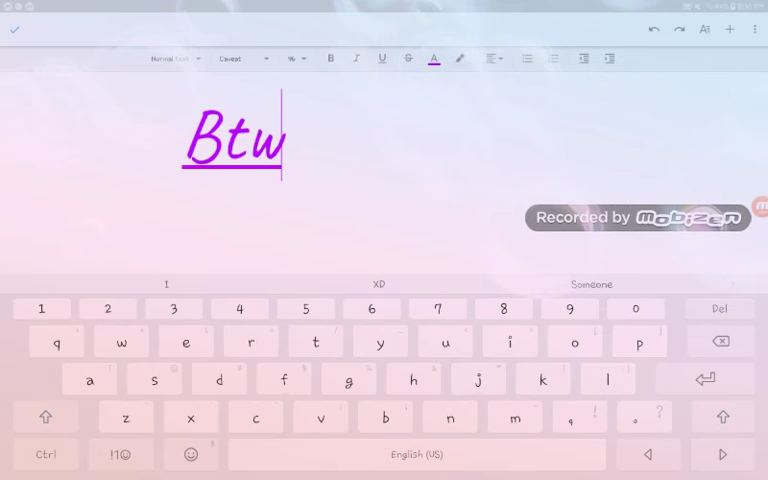 Normal text Caveat 96 B I U S A
Btw
Recorded by Mobizen
I XD Someone
1 2 3 4 5 6 7 8 9 0 Del
q w e r t y u i o p
a s d f g h j k l
z x c v b n m , ! . ?
Ctrl !1☺ English (US)